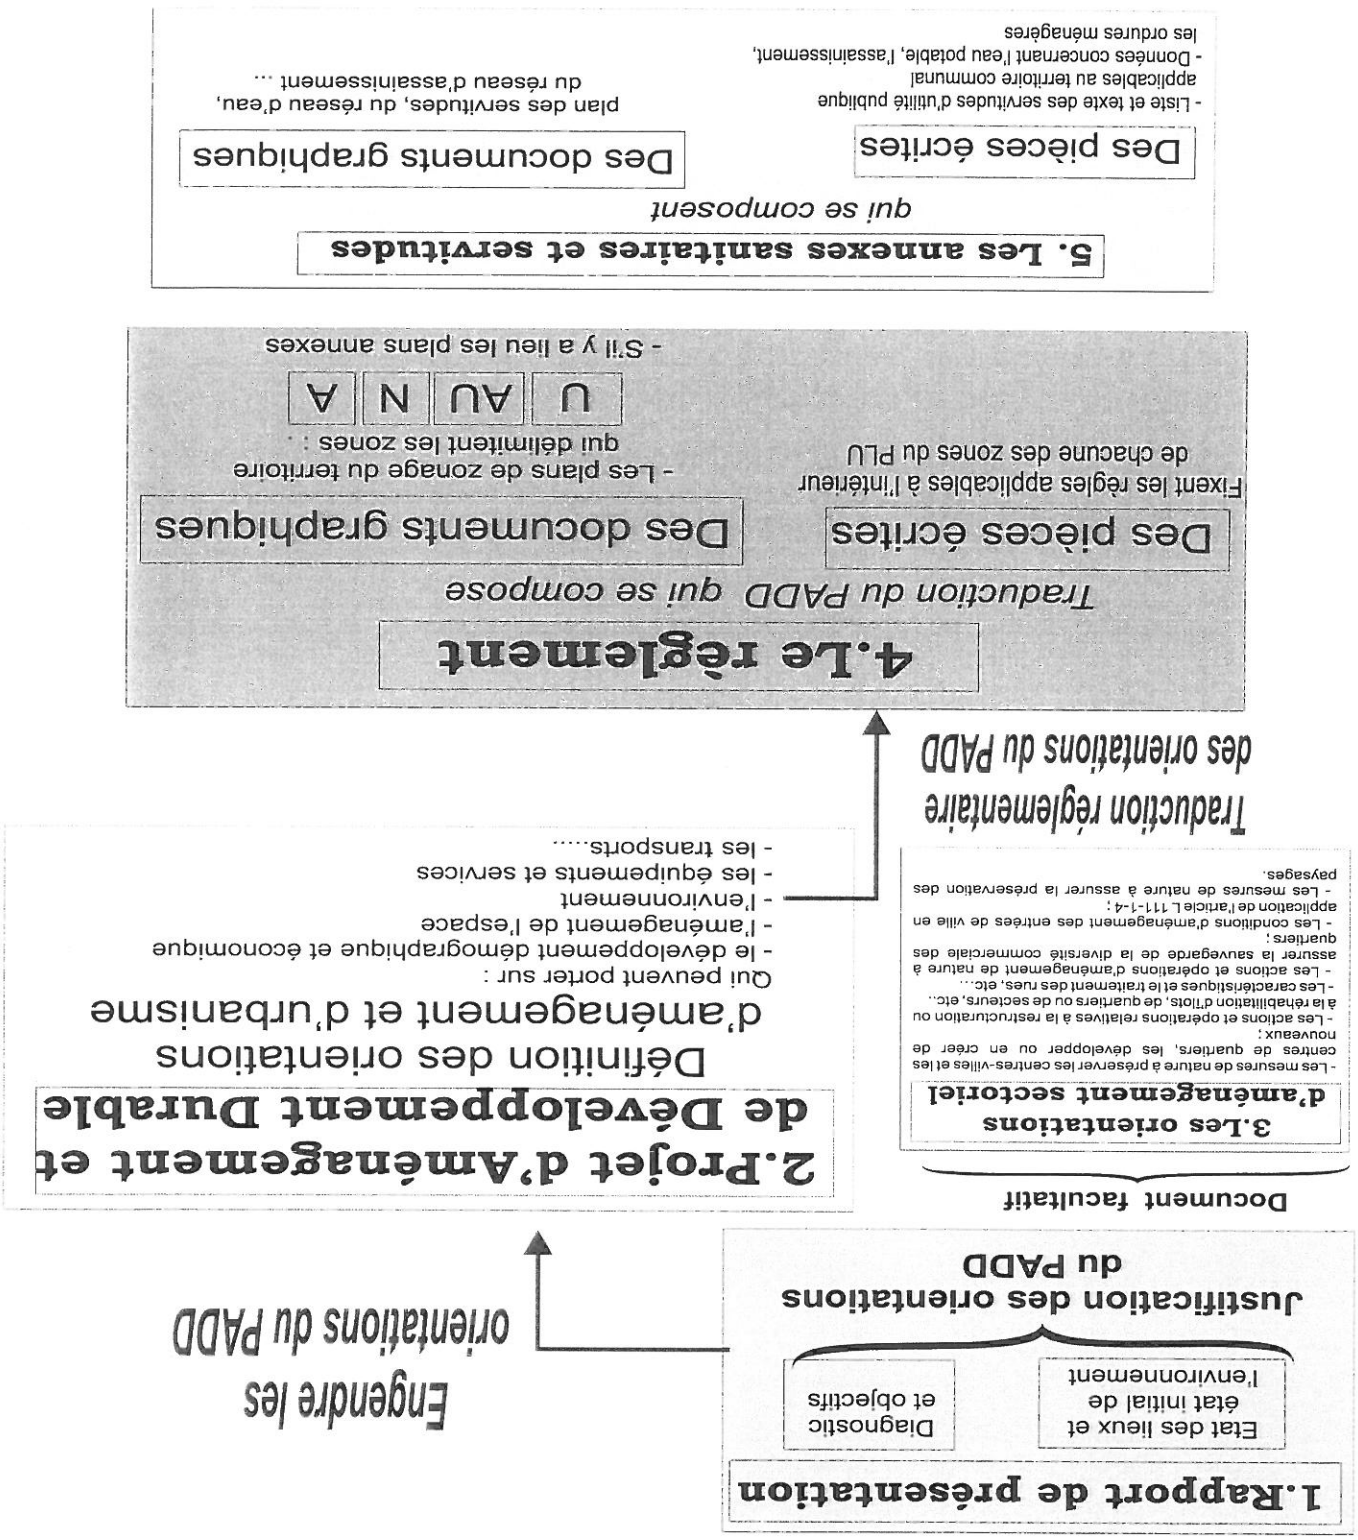 1.Rapport de présentation
Etat des lieux et
état initial de
l'environnement
Diagnostic
et objectifs
Justification des orientations
du PADD
Engendre les
orientations du PADD
2.Projet d'Aménagement et
de Développement Durable
Définition des orientations
d'aménagement et d'urbanisme
Qui peuvent porter sur :
- le développement démographique et économique
- l'aménagement de l'espace
- l'environnement
- les équipements et services
- les transports.....
Document facultatif
3.Les orientations
d'aménagement sectoriel
- Les mesures de nature à préserver les centres-villes et les
centres de quartiers, les développer ou en créer de
nouveaux ;
- Les actions et opérations relatives à la restructuration ou
à la réhabilitation d'îlots, de quartiers ou de secteurs, etc..
-Les caractéristiques et le traitement des rues, etc...
- Les actions et opérations d'aménagement de nature à
assurer la sauvegarde de la diversité commerciale des
quartiers ;
- Les conditions d'aménagement des entrées de ville en
application de l'article L 111-1-4 ;
- Les mesures de nature à assurer la préservation des
paysages.
Traduction réglementaire
des orientations du PADD
4.Le règlement
Traduction du PADD qui se compose
Des pièces écrites
Fixent les règles applicables à l'intérieur
de chacune des zones du PLU
Des documents graphiques
- Les plans de zonage du territoire
qui délimitent les zones : .
U AU N A
- S'il y a lieu les plans annexes
5. Les annexes sanitaires et servitudes
qui se composent
Des pièces écrites
- Liste et texte des servitudes d'utilité publique
applicables au territoire communal
- Données concernant l'eau potable, l'assainissement,
les ordures ménagères
Des documents graphiques
plan des servitudes, du réseau d'eau,
du réseau d'assainissement ...